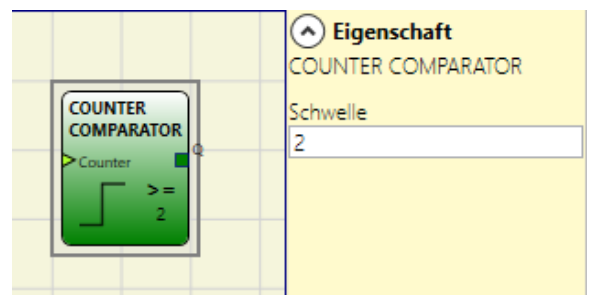 COUNTER
COMPARATOR
Counter
Q
>=
2
Eigenschaft
COUNTER COMPARATOR
Schwelle
2